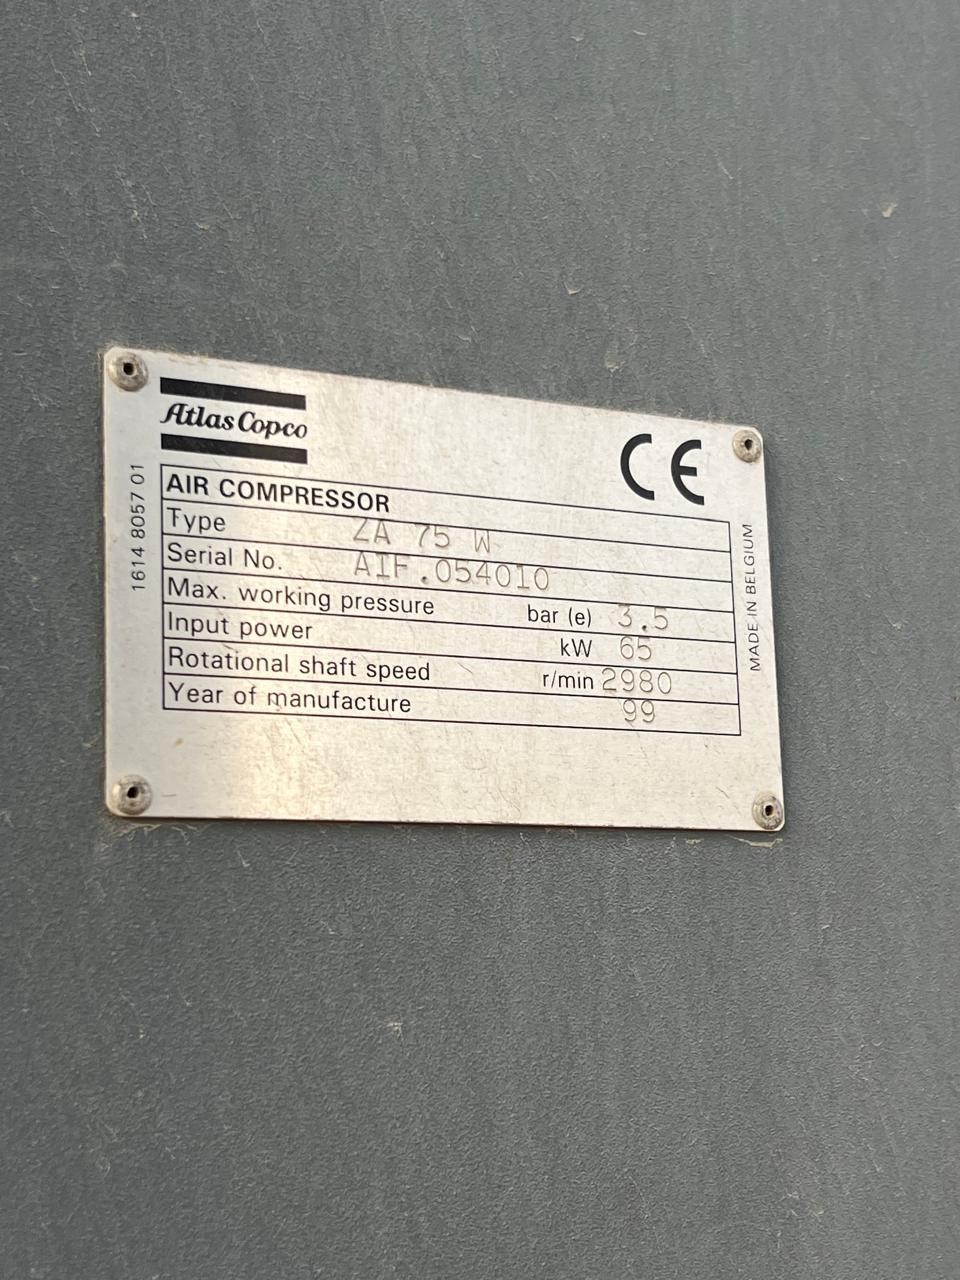 Atlas Copco
CE
AIR COMPRESSOR
Type ZA 75 W
Serial No. AIF.054010
Max. working pressure bar (e) 3.5
Input power kW 65
Rotational shaft speed r/min 2980
Year of manufacture 99
1614 8057 01
MADE IN BELGIUM